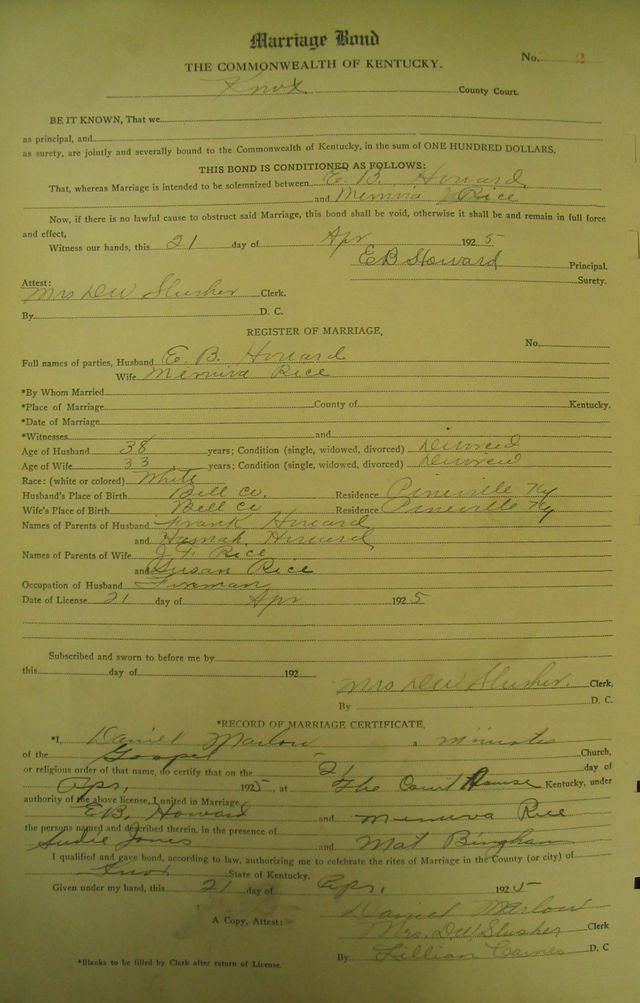 Marriage Bond
THE COMMONWEALTH OF KENTUCKY.
No. 2
Knox County Court.
BE IT KNOWN, That we
as principal, and
as surety, are jointly and severally bound to the Commonwealth of Kentucky, in the sum of ONE HUNDRED DOLLARS,
THIS BOND IS CONDITIONED AS FOLLOWS:
That, whereas Marriage is intended to be solemnized between E. B. Howard
and Minnva Rice
Now, if there is no lawful cause to obstruct said Marriage, this bond shall be void, otherwise it shall be and remain in full force
and effect,
Witness our hands, this 21 day of Apr 1925
EB Howard Principal.
Surety.
Attest:
Mrs DW Slusher Clerk.
By D. C.
REGISTER OF MARRIAGE,
No.
Full names of parties, Husband E. B. Howard
Wife Minnva Rice
*By Whom Married
*Place of Marriage County of Kentucky.
*Date of Marriage
*Witnesses and
Age of Husband 38 years; Condition (single, widowed, divorced) Divorced
Age of Wife 33 years; Condition (single, widowed, divorced) Divorced
Race: (white or colored) White
Husband's Place of Birth Bell Co. Residence Pineville Ky
Wife's Place of Birth Bell Co Residence Pineville Ky
Names of Parents of Husband Frank Howard
and Hannah Howard
Names of Parents of Wife J. F. Rice
and Susan Rice
Occupation of Husband Fireman
Date of License 21 day of Apr 1925
Subscribed and sworn to before me by
this day of 192
Mrs DW Slusher. Clerk,
By D. C.
*RECORD OF MARRIAGE CERTIFICATE,
*I, Daniel Marlow a minister
of the Gospel Church,
or religious order of that name, do certify that on the 21 day of
Apr, 1925, at The Court House Kentucky, under
authority of the above license, I united in Marriage
E.B. Howard and Minnva Rice
the persons named and described therein, in the presence of
Sudie Jones and Mat Bingham
I qualified and gave bond, according to law, authorizing me to celebrate the rites of Marriage in the County (or city) of
Knox State of Kentucky.
Given under my hand, this 21 day of Apr, 1925
Daniel Marlow
A Copy, Attest: Mrs. DW Slusher Clerk
By Lillian D. C
*Blanks to be filled by Clerk after return of License.